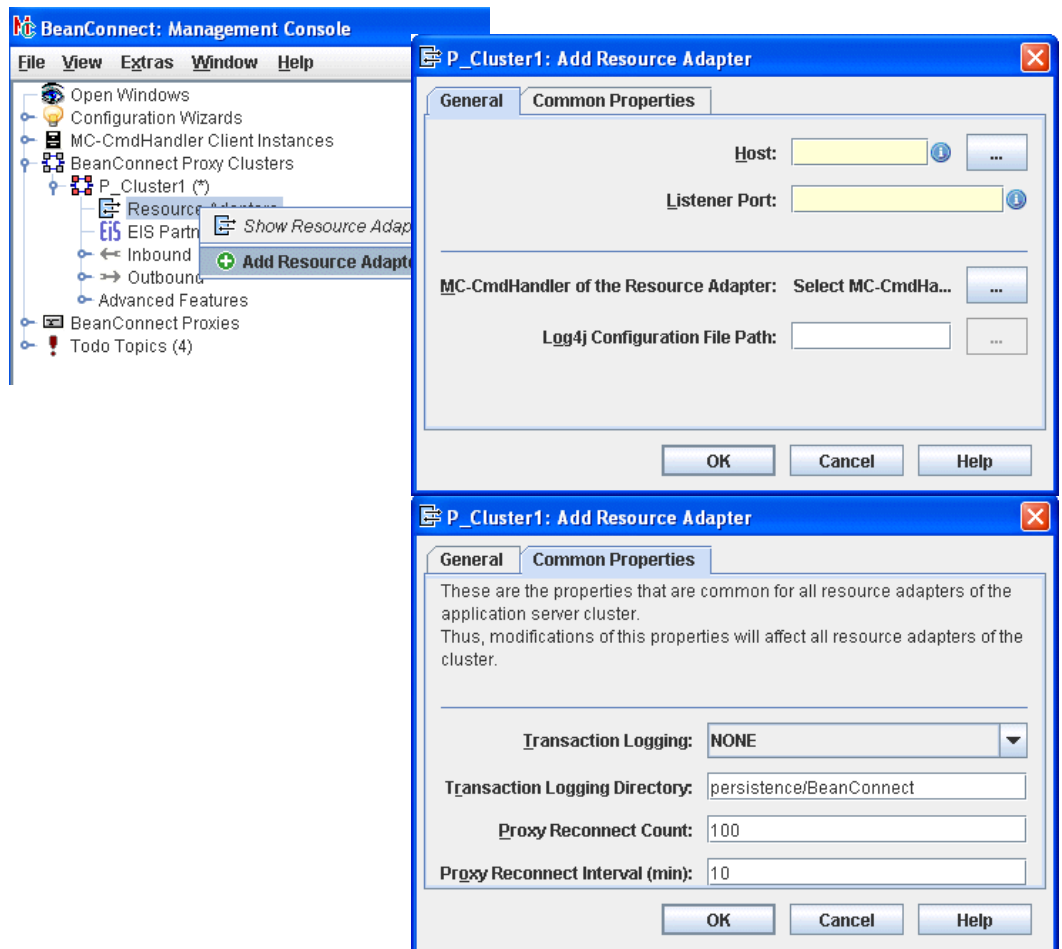 BeanConnect: Management Console
File View Extras Window Help
Open Windows
Configuration Wizards
MC-CmdHandler Client Instances
BeanConnect Proxy Clusters
P_Cluster1 (*)
Resource
EIS Partn
Inbound
Outbound
Advanced Features
BeanConnect Proxies
Todo Topics (4)
Show Resource Adap
Add Resource Adapte
P_Cluster1: Add Resource Adapter
General Common Properties
Host: ...
Listener Port:
MC-CmdHandler of the Resource Adapter: Select MC-CmdHa... ...
Log4j Configuration File Path: ...
OK Cancel Help
P_Cluster1: Add Resource Adapter
General Common Properties
These are the properties that are common for all resource adapters of the
application server cluster.
Thus, modifications of this properties will affect all resource adapters of the
cluster.
Transaction Logging: NONE
Transaction Logging Directory: persistence/BeanConnect
Proxy Reconnect Count: 100
Proxy Reconnect Interval (min): 10
OK Cancel Help